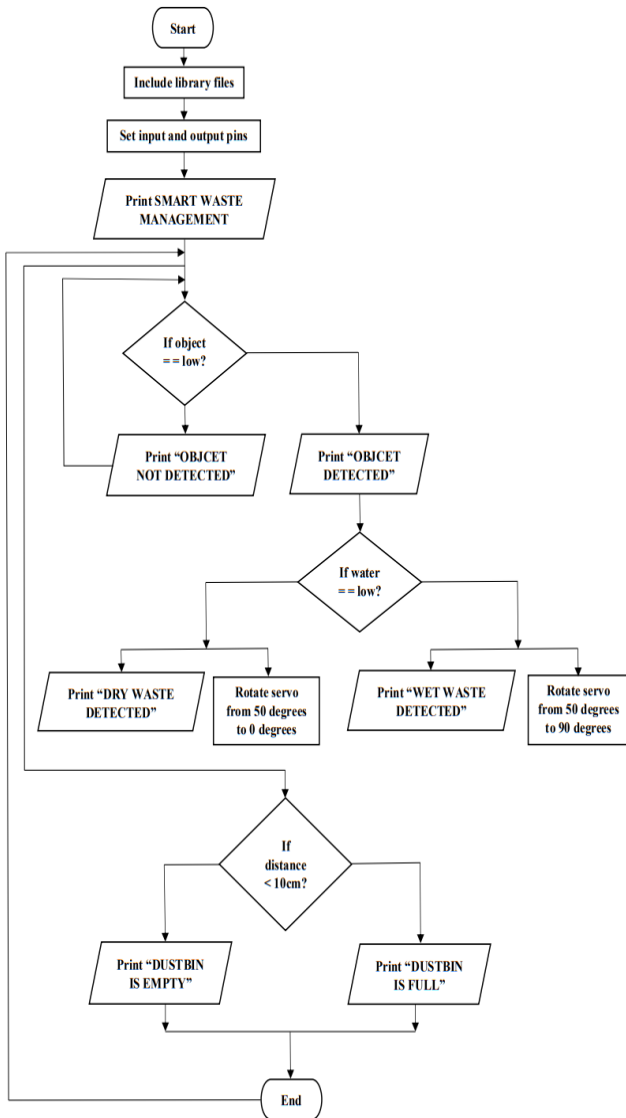 Start
Include library files
Set input and output pins
Print SMART WASTE
MANAGEMENT
If object
= = low?
Print “OBJCET
NOT DETECTED”
Print “OBJCET
DETECTED”
If water
= = low?
Print “DRY WASTE
DETECTED”
Rotate servo
from 50 degrees
to 0 degrees
Print “WET WASTE
DETECTED”
Rotate servo
from 50 degrees
to 90 degrees
If
distance
< 10cm?
Print “DUSTBIN
IS EMPTY”
Print “DUSTBIN
IS FULL”
End